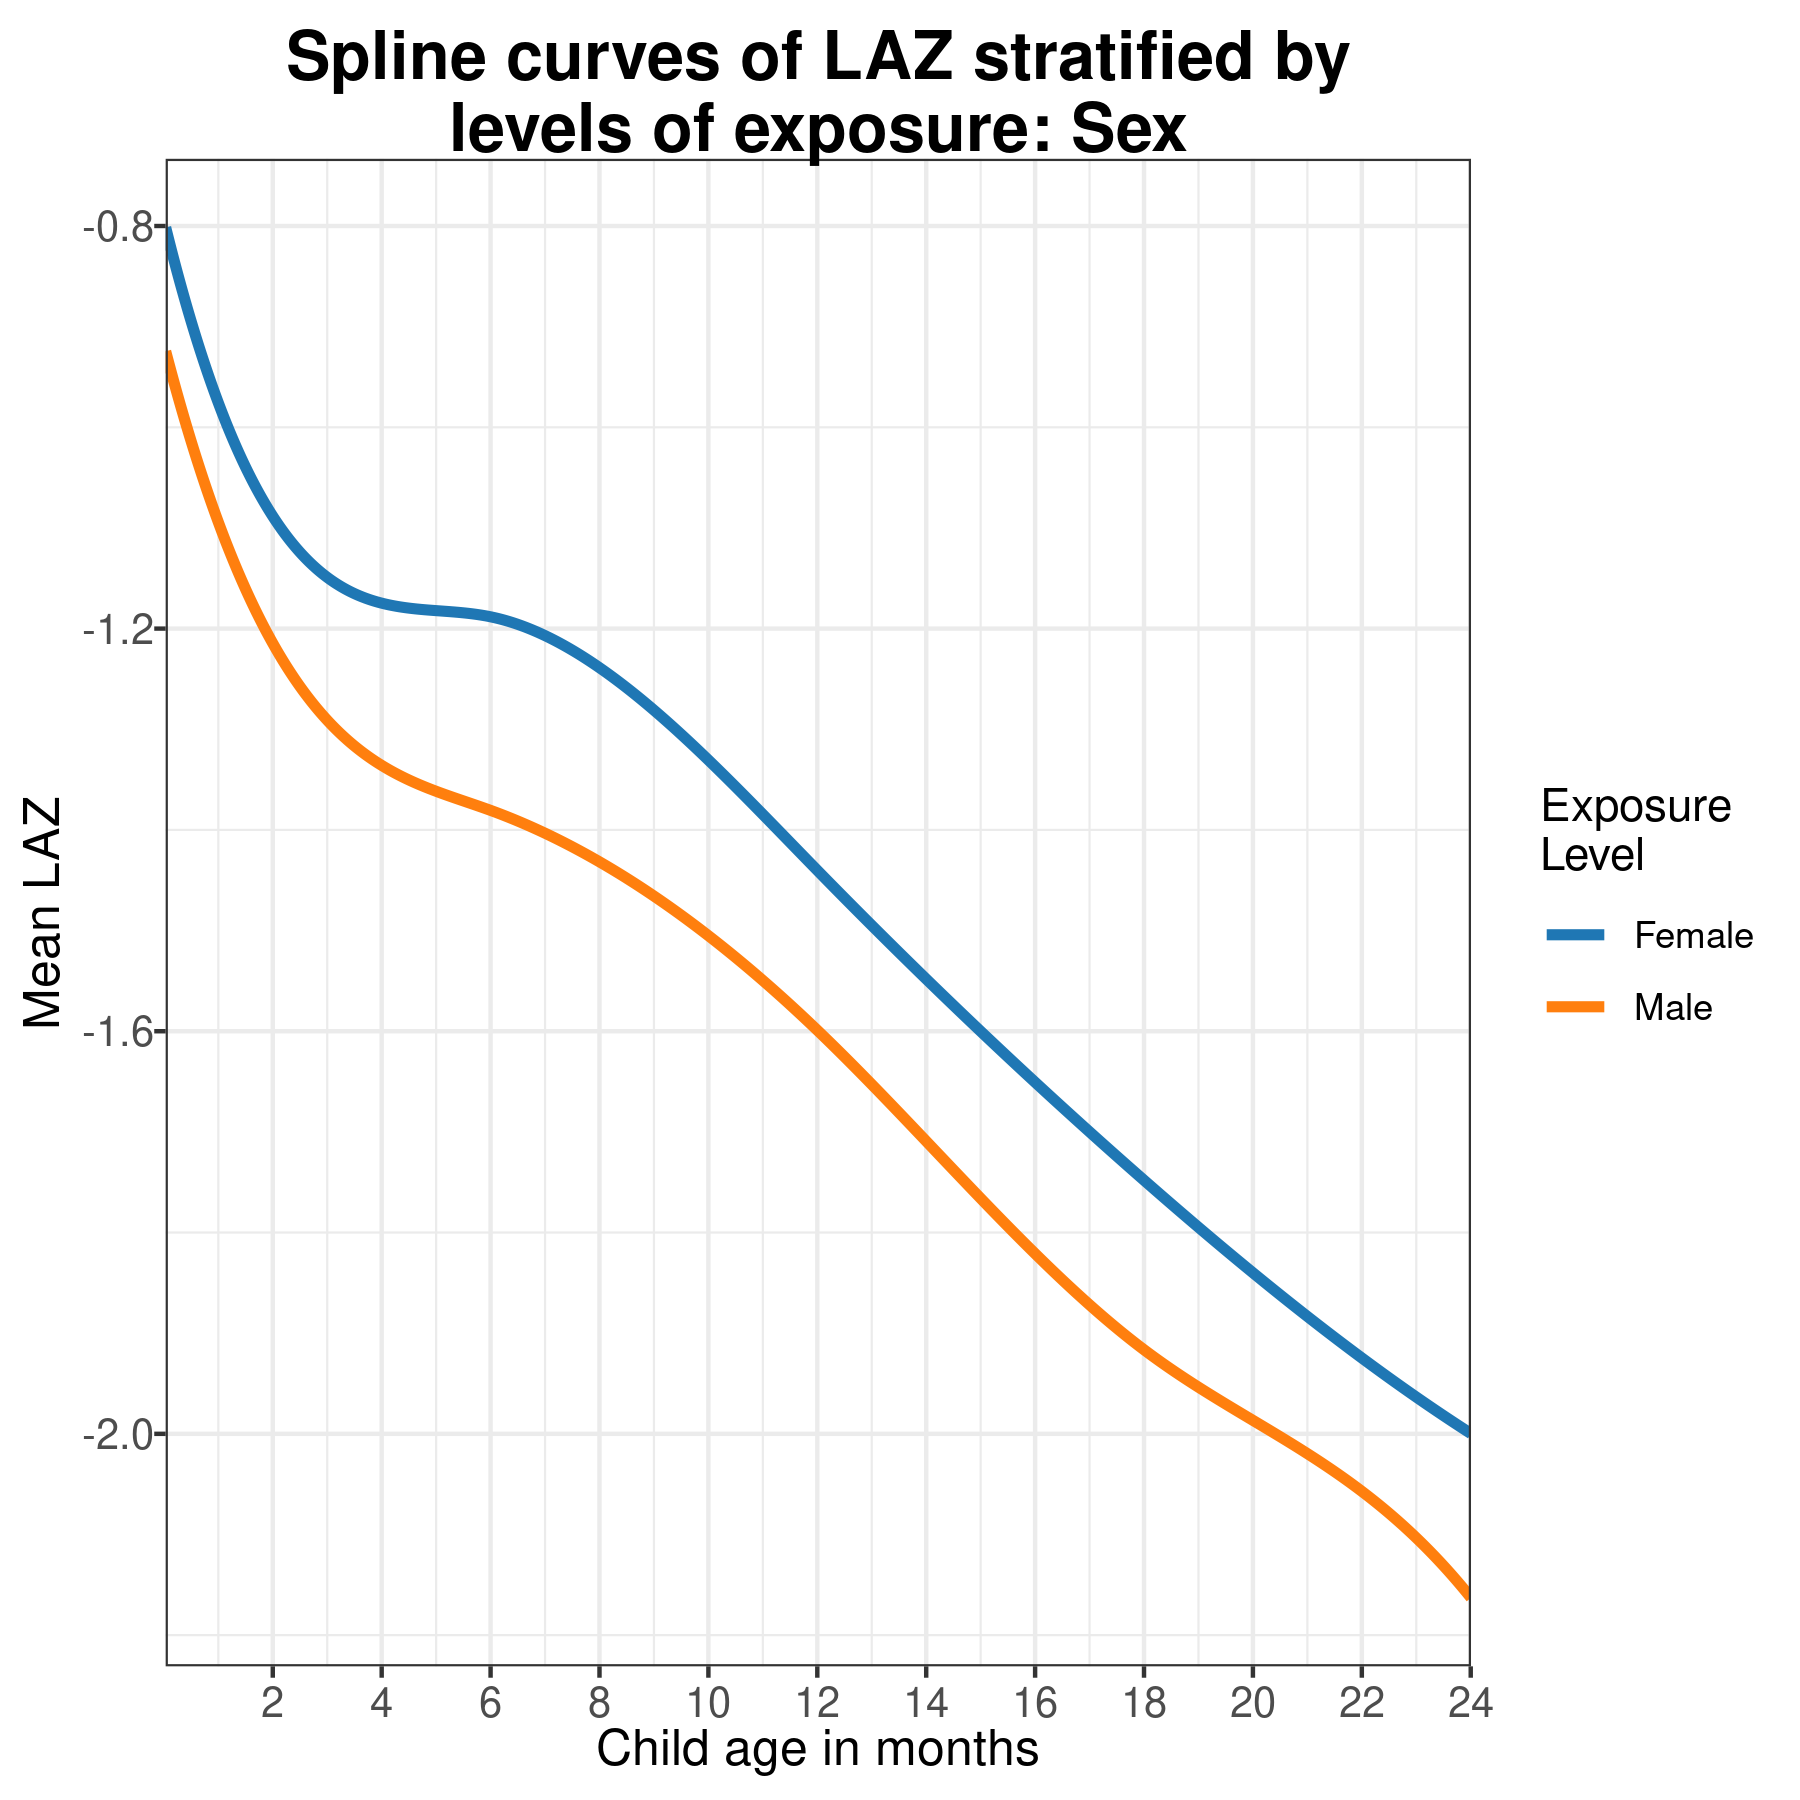 Spline curves of LAZ stratified by
levels of exposure: Sex
-0.8
-1.2
-1.6
-2.0
Mean LAZ
2 4 6 8 10 12 14 16 18 20 22 24
Child age in months
Exposure
Level
Female
Male